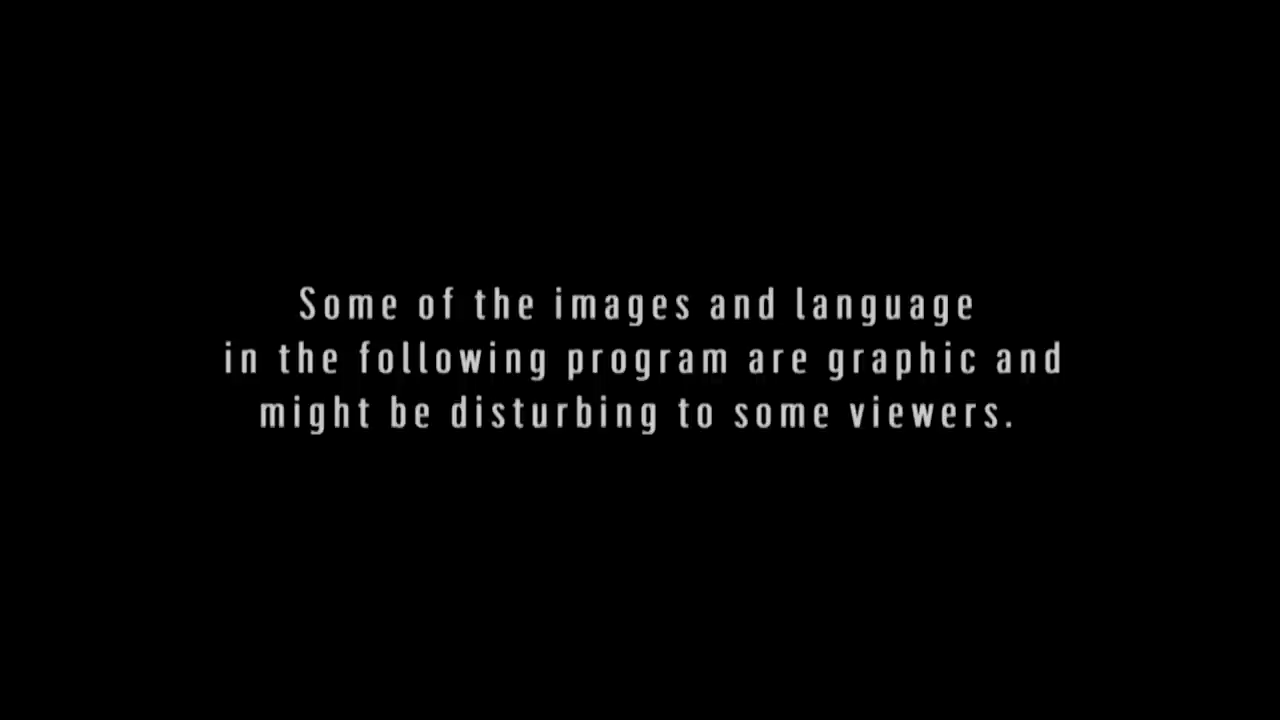 Some of the images and language
in the following program are graphic and
might be disturbing to some viewers.